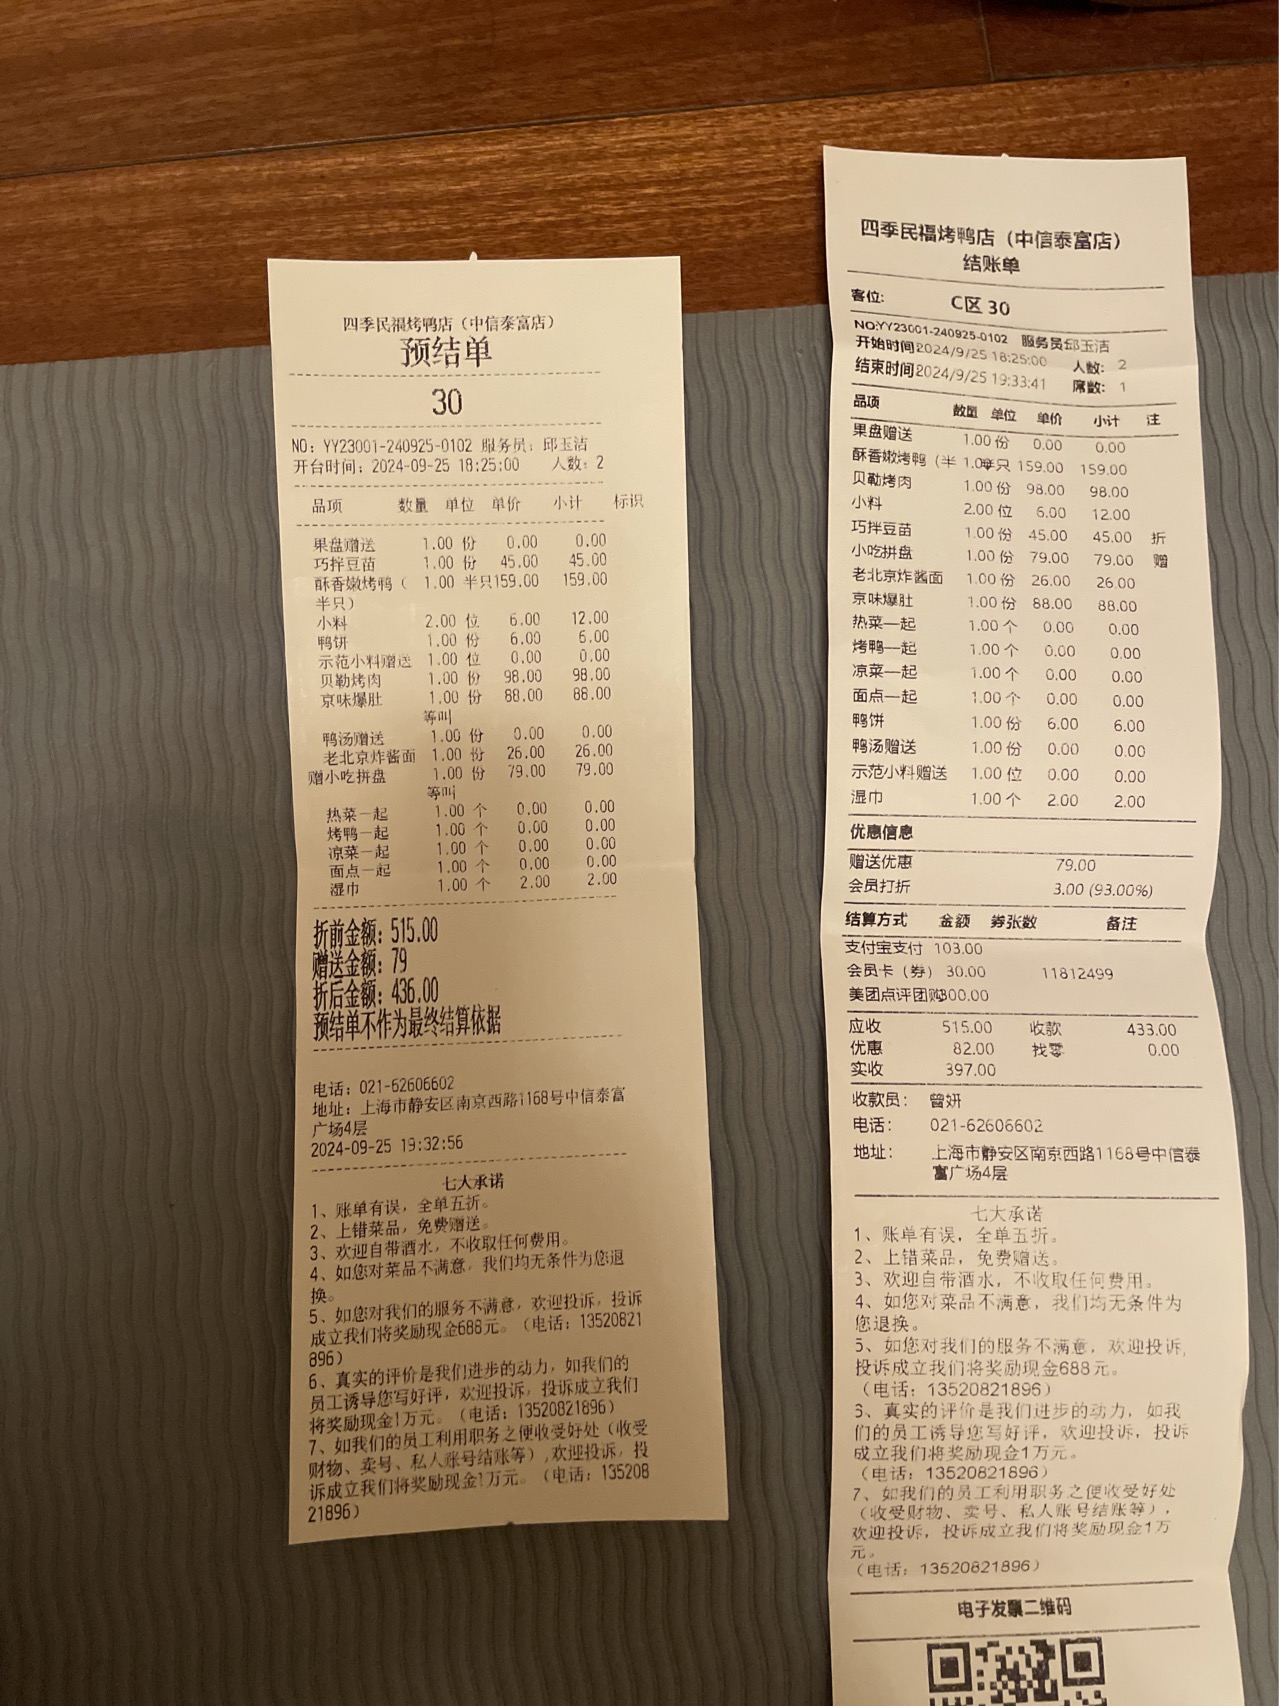 四季民福烤鸭店（中信泰富店）
预结单
30
NO: YY23001-240925-0102 服务员: 邱玉洁
开台时间: 2024-09-25 18:25:00 人数: 2
品项 数量 单位 单价 小计 标识
果盘赠送 1.00 份 0.00 0.00
巧拌豆苗 1.00 份 45.00 45.00
酥香嫩烤鸭（ 1.00 半只159.00 159.00
半只）
小料 2.00 位 6.00 12.00
鸭饼 1.00 份 6.00 6.00
示范小料赠送 1.00 位 0.00 0.00
贝勒烤肉 1.00 份 98.00 98.00
京味爆肚 1.00 份 88.00 88.00
等叫
鸭汤赠送 1.00 份 0.00 0.00
老北京炸酱面 1.00 份 26.00 26.00
赠小吃拼盘 1.00 份 79.00 79.00
等叫
热菜一起 1.00 个 0.00 0.00
烤鸭一起 1.00 个 0.00 0.00
凉菜一起 1.00 个 0.00 0.00
面点一起 1.00 个 0.00 0.00
湿巾 1.00 个 2.00 2.00
折前金额: 515.00
赠送金额: 79
折后金额: 436.00
预结单不作为最终结算依据
电话: 021-62606602
地址: 上海市静安区南京西路1168号中信泰富
广场4层
2024-09-25 19:32:56
七大承诺
1、账单有误，全单五折。
2、上错菜品，免费赠送。
3、欢迎自带酒水，不收取任何费用。
4、如您对菜品不满意，我们均无条件为您退
换。
5、如您对我们的服务不满意，欢迎投诉，投诉
成立我们将奖励现金688元。（电话: 13520821
896）
6、真实的评价是我们进步的动力，如我们的
员工诱导您写好评，欢迎投诉，投诉成立我们
将奖励现金1万元。（电话: 13520821896）
7、如我们的员工利用职务之便收受好处（收受
财物、卖号、私人账号结账等）,欢迎投诉，投
诉成立我们将奖励现金1万元。（电话: 135208
21896）
四季民福烤鸭店（中信泰富店）
结账单
客位: C区 30
NO:YY23001-240925-0102 服务员邱玉洁
开始时间2024/9/25 18:25:00 人数: 2
结束时间2024/9/25 19:33:41 席数: 1
品项 数量 单位 单价 小计 注
果盘赠送 1.00 份 0.00 0.00
酥香嫩烤鸭（半 1.00半只 159.00 159.00
贝勒烤肉 1.00 份 98.00 98.00
小料 2.00 位 6.00 12.00
巧拌豆苗 1.00 份 45.00 45.00 折
小吃拼盘 1.00 份 79.00 79.00 赠
老北京炸酱面 1.00 份 26.00 26.00
京味爆肚 1.00 份 88.00 88.00
热菜一起 1.00 个 0.00 0.00
烤鸭一起 1.00 个 0.00 0.00
凉菜一起 1.00 个 0.00 0.00
面点一起 1.00 个 0.00 0.00
鸭饼 1.00 份 6.00 6.00
鸭汤赠送 1.00 份 0.00 0.00
示范小料赠送 1.00 位 0.00 0.00
湿巾 1.00 个 2.00 2.00
优惠信息
赠送优惠 79.00
会员打折 3.00 (93.00%)
结算方式 金额 券张数 备注
支付宝支付 103.00
会员卡（券） 30.00 11812499
美团点评团购300.00
应收 515.00 收款 433.00
优惠 82.00 找零 0.00
实收 397.00
收款员: 曾妍
电话: 021-62606602
地址: 上海市静安区南京西路1168号中信泰
富广场4层
七大承诺
1、账单有误，全单五折。
2、上错菜品，免费赠送。
3、欢迎自带酒水，不收取任何费用。
4、如您对菜品不满意，我们均无条件为
您退换。
5、如您对我们的服务不满意，欢迎投诉,
投诉成立我们将奖励现金688元。
（电话: 13520821896）
3、真实的评价是我们进步的动力，如我
们的员工诱导您写好评，欢迎投诉，投诉
成立我们将奖励现金1万元。
（电话: 13520821896）
7、如我们的员工利用职务之便收受好处
（收受财物、卖号、私人账号结账等），
欢迎投诉，投诉成立我们将奖励现金1万
元。
（电话: 13520821896）
电子发票二维码